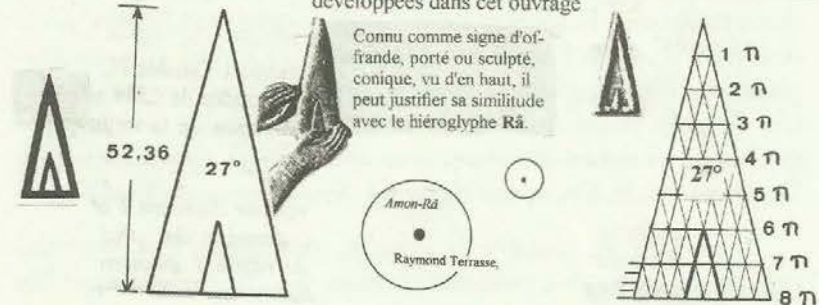 développées dans cet ouvrage
Connu comme signe d'of-
frande, porté ou sculpté,
conique, vu d'en haut, il
peut justifier sa similitude
avec le hiéroglyphe Râ.
52,36
27°
Amon-Râ
Raymond Terrasse,
1 π
2 π
3 π
4 π
27°
5 π
6 π
7 π
8 π